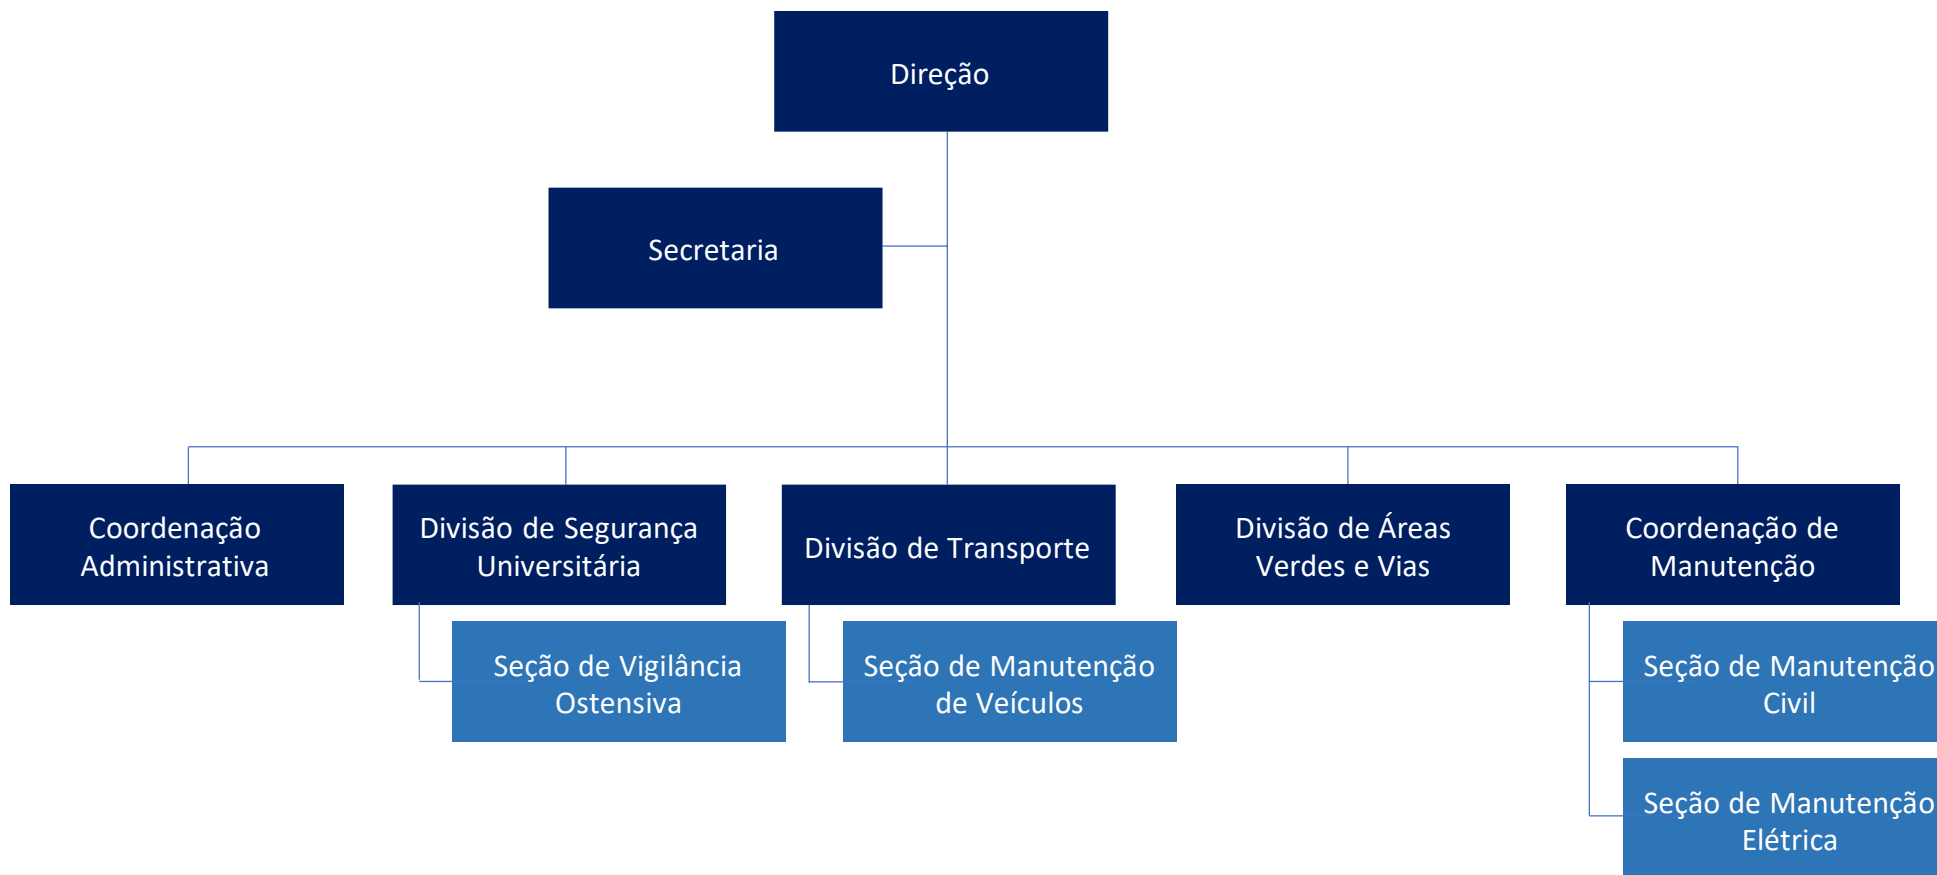 Direção
Secretaria
Coordenação
Administrativa
Divisão de Segurança
Universitária
Divisão de Transporte
Divisão de Áreas
Verdes e Vias
Coordenação de
Manutenção
Seção de Vigilância
Ostensiva
Seção de Manutenção
de Veículos
Seção de Manutenção
Civil
Seção de Manutenção
Elétrica